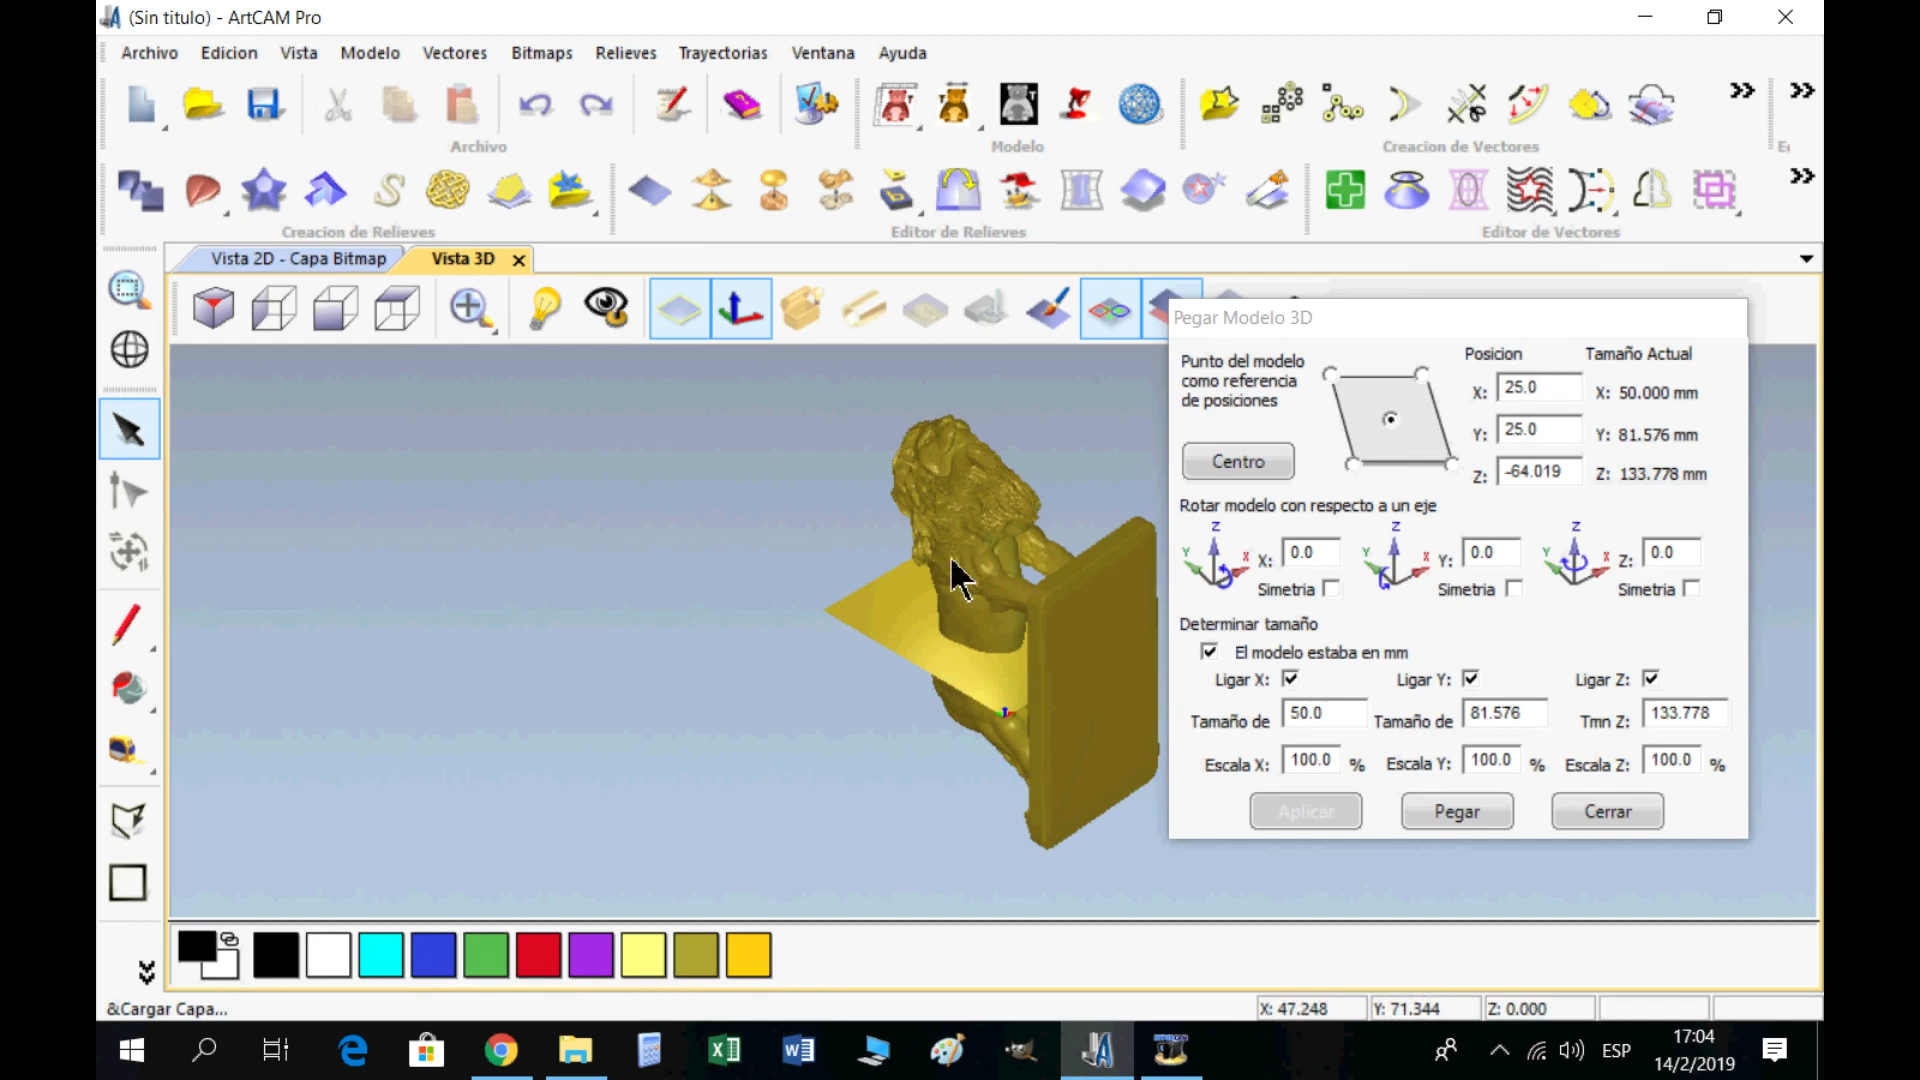 (Sin titulo) - ArtCAM Pro
Archivo Edicion Vista Modelo Vectores Bitmaps Relieves Trayectorias Ventana Ayuda
Archivo Modelo Creacion de Vectores
Creacion de Relieves Editor de Relieves Editor de Vectores
Vista 2D - Capa Bitmap Vista 3D
Pegar Modelo 3D
Punto del modelo
como referencia
de posiciones
Centro
Posicion Tamaño Actual
X: 25.0 X: 50.000 mm
Y: 25.0 Y: 81.576 mm
Z: -64.019 Z: 133.778 mm
Rotar modelo con respecto a un eje
Z Y X X: 0.0 Z Y X Y: 0.0 Z Y X Z: 0.0
Simetria Simetria Simetria
Determinar tamaño
El modelo estaba en mm
Ligar X: Ligar Y: Ligar Z:
Tamaño de 50.0 Tamaño de 81.576 Tmn Z: 133.778
Escala X: 100.0 % Escala Y: 100.0 % Escala Z: 100.0 %
Aplicar Pegar Cerrar
&Cargar Capa...
X: 47.248 Y: 71.344 Z: 0.000
ESP
17:04
14/2/2019